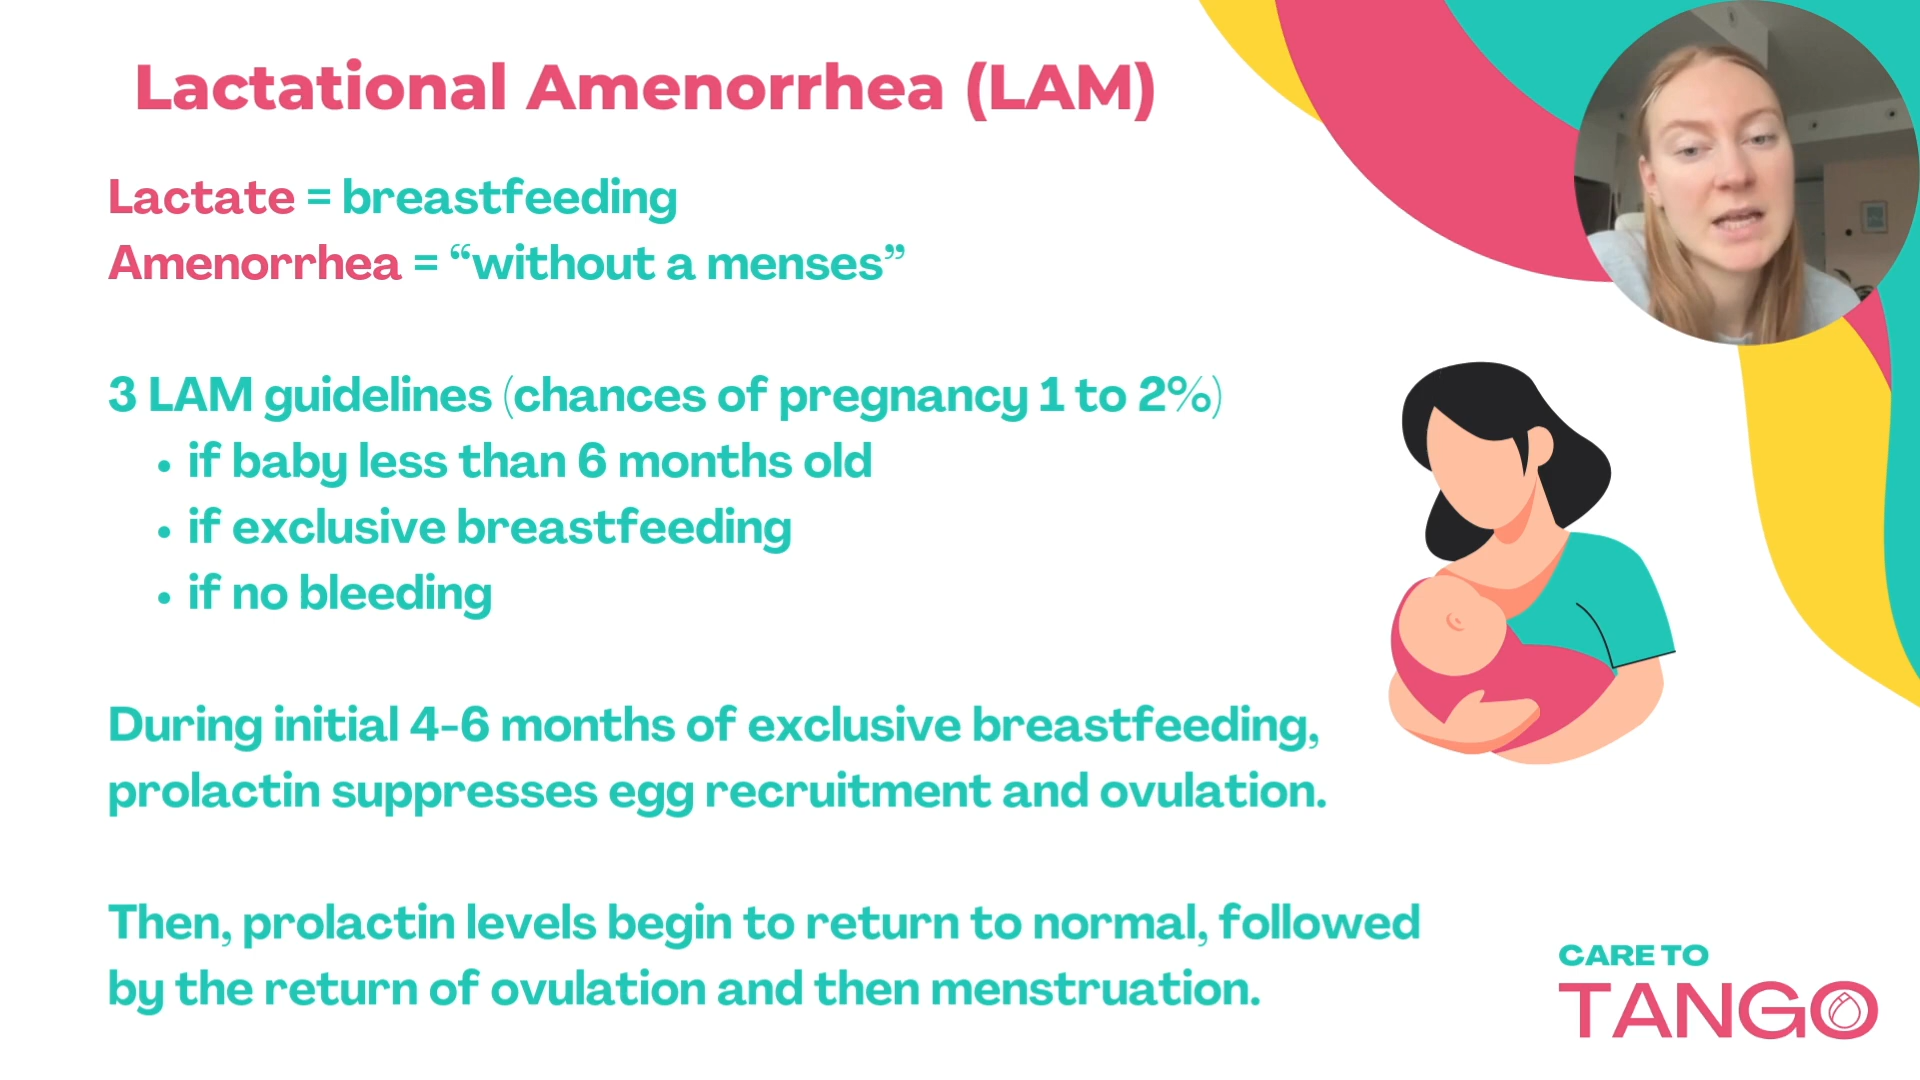 Lactational Amenorrhea (LAM)
Lactate = breastfeeding
Amenorrhea = “without a menses”
3 LAM guidelines (chances of pregnancy 1 to 2%)
• if baby less than 6 months old
• if exclusive breastfeeding
• if no bleeding
During initial 4-6 months of exclusive breastfeeding,
prolactin suppresses egg recruitment and ovulation.
Then, prolactin levels begin to return to normal, followed
by the return of ovulation and then menstruation.
CARE TO
TANGO